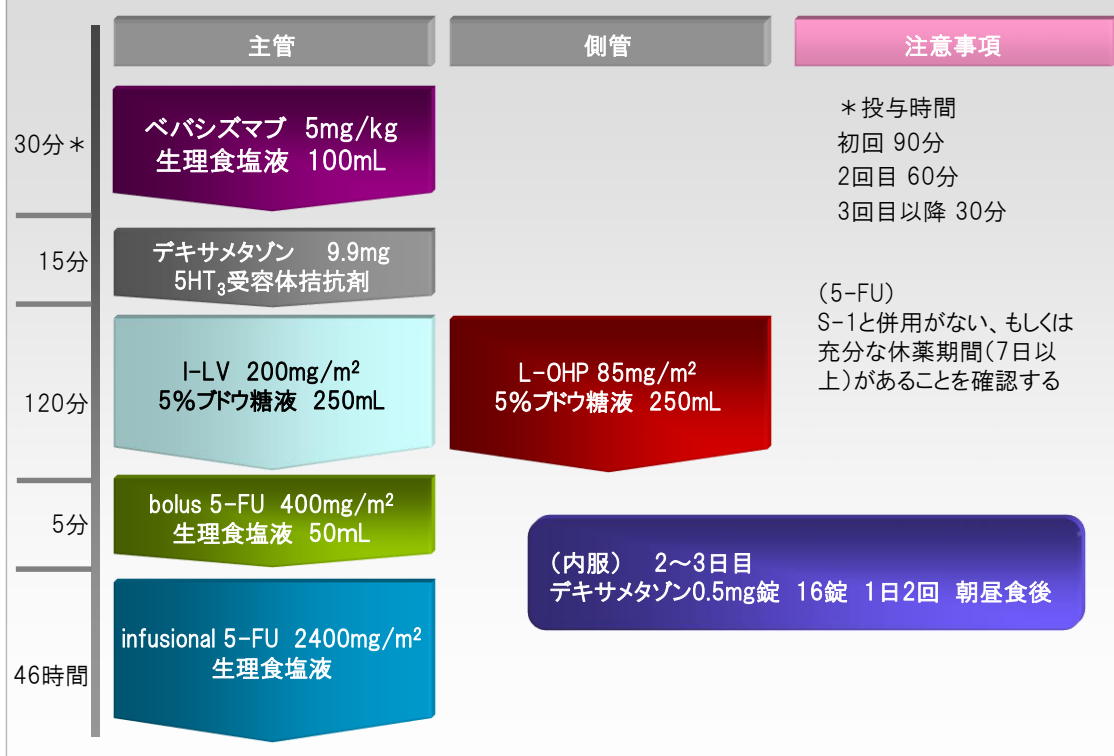 主管
側管
注意事項
30分*
ベバシズマブ 5mg/kg
生理食塩液 100mL
*投与時間
初回 90分
2回目 60分
3回目以降 30分
15分
デキサメタゾン 9.9mg
5HT₃受容体拮抗剤
120分
l-LV 200mg/m²
5%ブドウ糖液 250mL
L-OHP 85mg/m²
5%ブドウ糖液 250mL
(5-FU)
S-1と併用がない、もしくは
充分な休薬期間(7日以
上)があることを確認する
5分
bolus 5-FU 400mg/m²
生理食塩液 50mL
(内服) 2~3日目
デキサメタゾン0.5mg錠 16錠 1日2回 朝昼食後
46時間
infusional 5-FU 2400mg/m²
生理食塩液